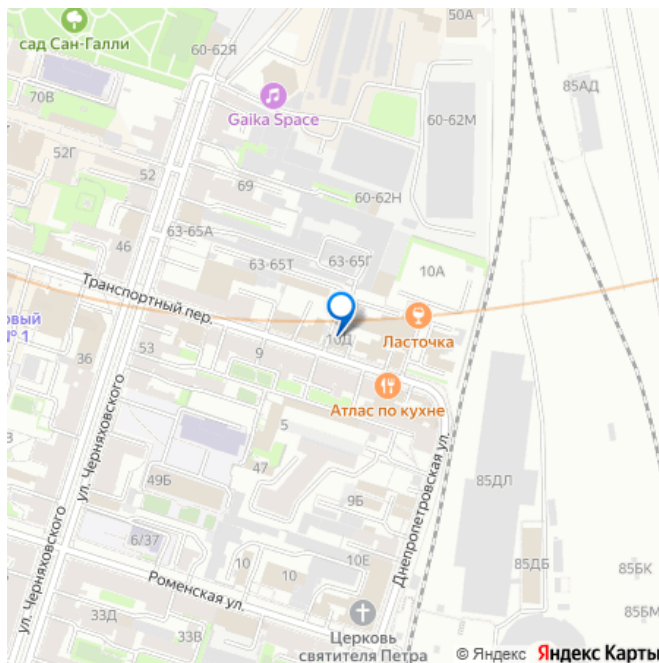 50А
сад Сан-Галли
60-62Я
85АД
70В
Gaika Space
60-62М
52Г
52
69
60-62Н
46
63-65А
63-65Т
63-65Г
10А
Транспортный пер.
овый
№ 1
36
53
9
10Д
Ласточка
Атлас по кухне
ул. Черняховского
5
47
49Б
9Б
85ДЛ
Днепропетровская ул.
6/37
10
10
10Е
85ДБ
85БК
Роменская ул.
33Д
33В
85БМ
ул. Черняховского
Церковь
святителя Петра
© Яндекс Яндекс Карты